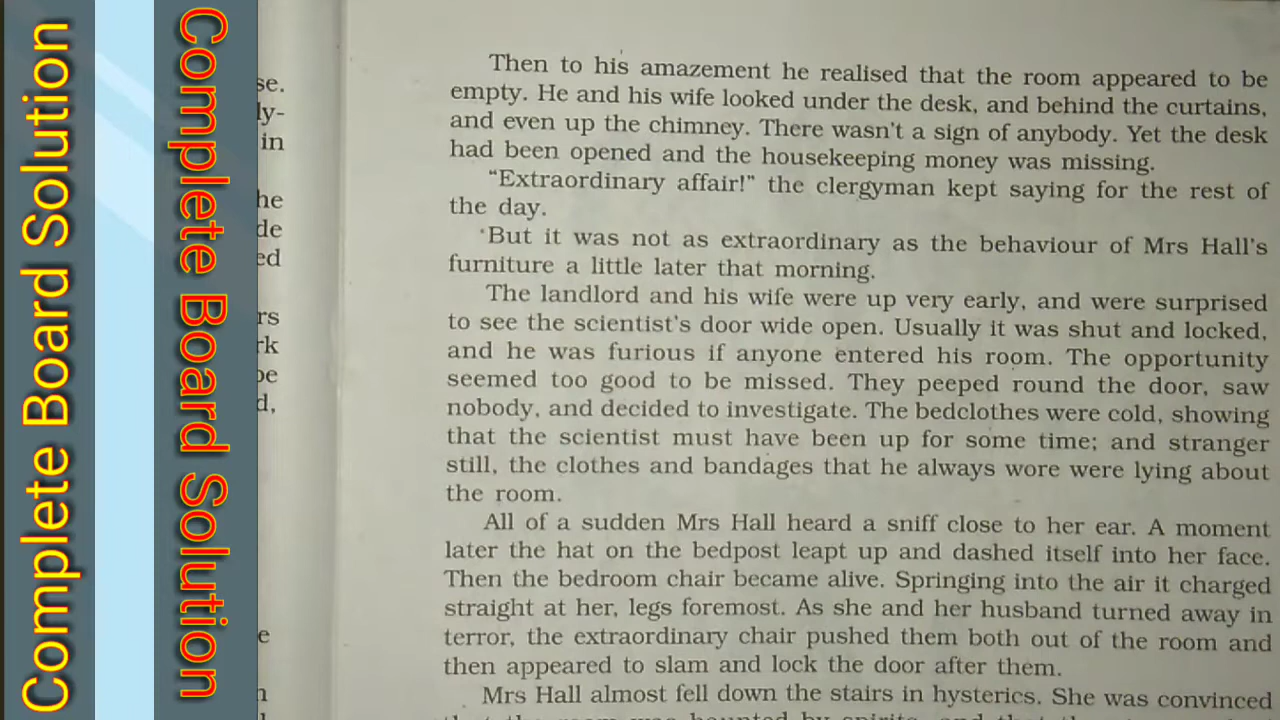 Complete Board Solution
Complete Board Solution
se.
ly-
in
he
de
ed
rs
rk
be
d,
e
Then to his amazement he realised that the room appeared to be
empty. He and his wife looked under the desk, and behind the curtains,
and even up the chimney. There wasn't a sign of anybody. Yet the desk
had been opened and the housekeeping money was missing.
"Extraordinary affair!" the clergyman kept saying for the rest of
the day.
But it was not as extraordinary as the behaviour of Mrs Hall's
furniture a little later that morning.
The landlord and his wife were up very early, and were surprised
to see the scientist's door wide open. Usually it was shut and locked,
and he was furious if anyone entered his room. The opportunity
seemed too good to be missed. They peeped round the door, saw
nobody, and decided to investigate. The bedclothes were cold, showing
that the scientist must have been up for some time; and stranger
still, the clothes and bandages that he always wore were lying about
the room.
All of a sudden Mrs Hall heard a sniff close to her ear. A moment
later the hat on the bedpost leapt up and dashed itself into her face.
Then the bedroom chair became alive. Springing into the air it charged
straight at her, legs foremost. As she and her husband turned away in
terror, the extraordinary chair pushed them both out of the room and
then appeared to slam and lock the door after them.
Mrs Hall almost fell down the stairs in hysterics. She was convinced